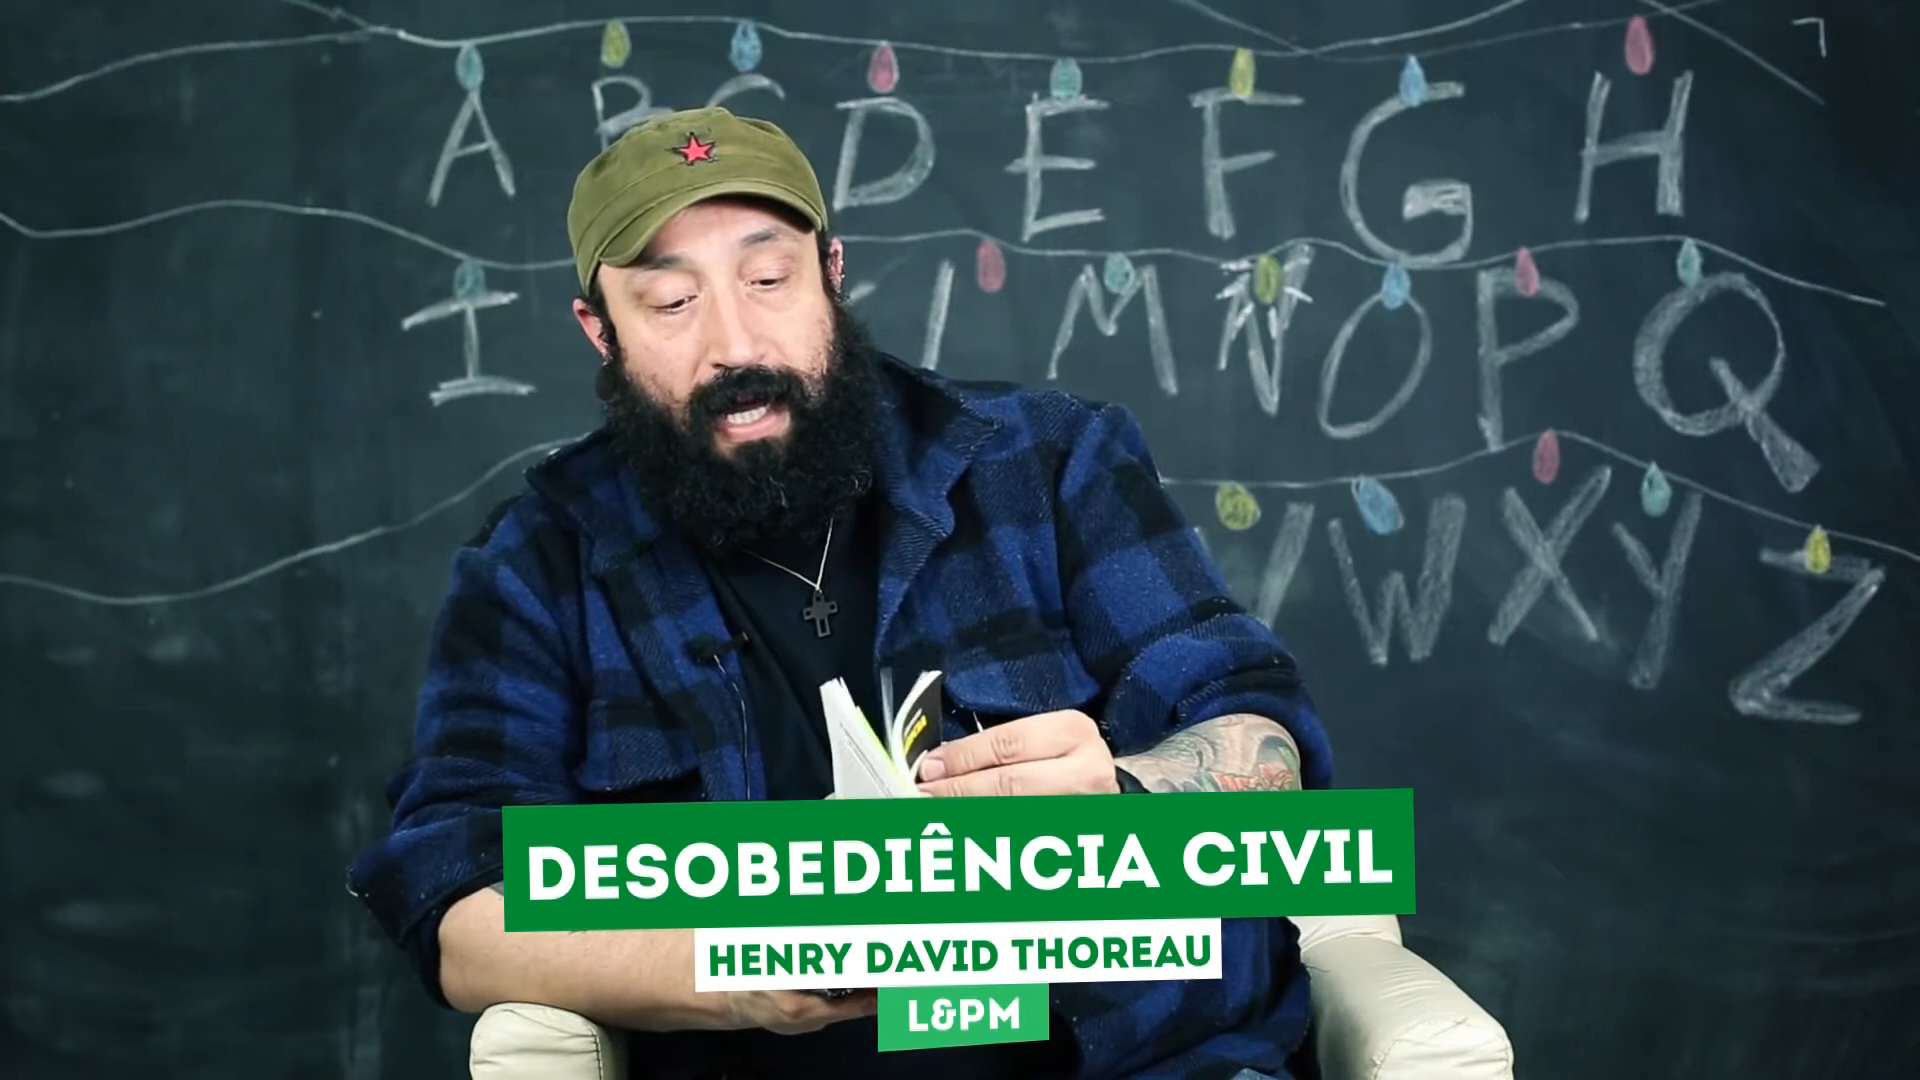 A B C D E F G H
I L M N O P Q
V W X Y Z
DESOBEDIÊNCIA CIVIL
HENRY DAVID THOREAU
L&PM